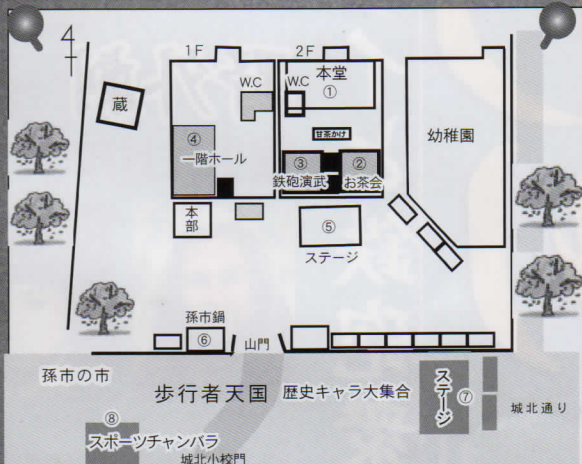 4
1F
2F
蔵
W.C
W.C
本堂
①
甘茶かけ
幼稚園
④
一階ホール
③
②
鉄砲演武
お茶会
本部
⑤
ステージ
孫市鍋
⑥
山門
孫市の市
歩行者天国
歴史キャラ大集合
ステージ
⑦
城北通り
⑧
スポーツチャンバラ
城北小校門